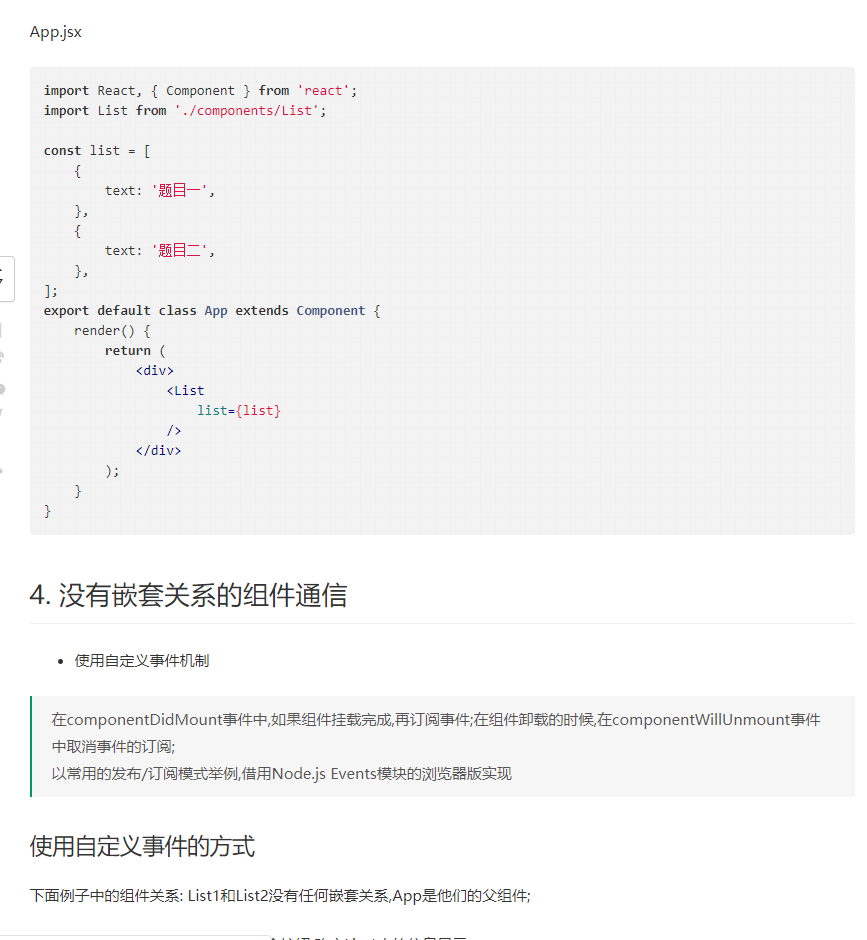 App.jsx
import React, { Component } from 'react';
import List from './components/List';
const list = [
{
text: '题目一',
},
{
text: '题目二',
},
];
export default class App extends Component {
render() {
return (
<div>
<List
list={list}
/>
</div>
);
}
}
4. 没有嵌套关系的组件通信
• 使用自定义事件机制
在componentDidMount事件中,如果组件挂载完成,再订阅事件;在组件卸载的时候,在componentWillUnmount事件
中取消事件的订阅;
以常用的发布/订阅模式举例,借用Node.js Events模块的浏览器版实现
使用自定义事件的方式
下面例子中的组件关系: List1和List2没有任何嵌套关系,App是他们的父组件;